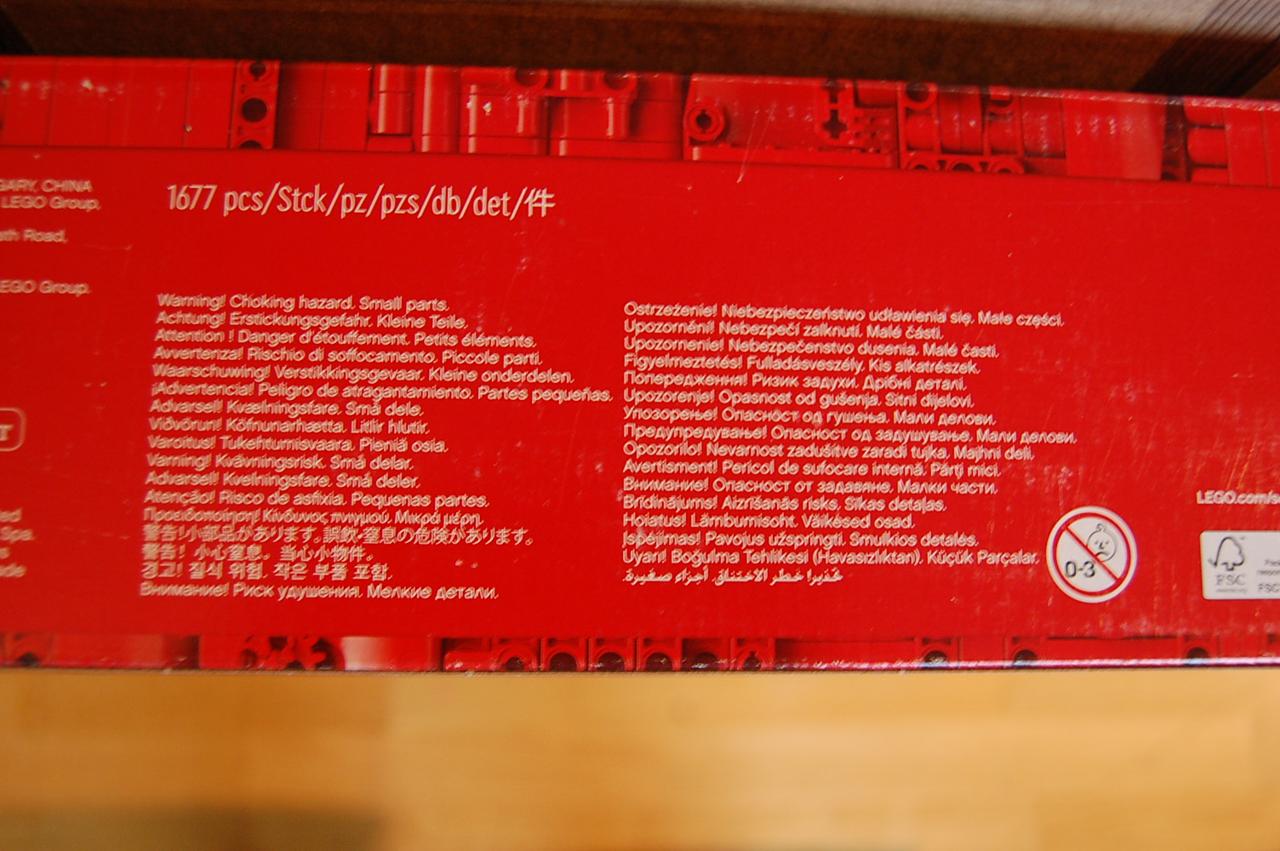 GARY, CHINA
LEGO Group.
ath Road,
LEGO Group.
1677 pcs/Stck/pz/pzs/db/det/件
Warning! Choking hazard. Small parts.
Achtung! Erstickungsgefahr. Kleine Teile.
Attention ! Danger d'étouffement. Petits éléments.
Avvertenza! Rischio di soffocamento. Piccole parti.
Waarschuwing! Verstikkingsgevaar. Kleine onderdelen.
¡Advertencia! Peligro de atragantamiento. Partes pequeñas.
Advarsel! Kvælningsfare. Små dele.
Viðvörun! Köfnunarhætta. Litlir hlutir.
Varoitus! Tukehtumisvaara. Pieniä osia.
Varning! Kvävningsrisk. Små delar.
Advarsel! Kvelningsfare. Små deler.
Atenção! Risco de asfixia. Pequenas partes.
Προειδοποίηση! Κίνδυνος πνιγμού. Μικρά μέρη.
警告!小部品があります。誤飲・窒息の危険があります。
警告! 小心窒息。当心小物件。
경고! 질식 위험. 작은 부품 포함.
Внимание! Риск удушения. Мелкие детали.
Ostrzeżenie! Niebezpieczeństwo udławienia się. Małe części.
Upozornění! Nebezpečí zalknutí. Malé části.
Upozornenie! Nebezpečenstvo dusenia. Malé časti.
Figyelmeztetés! Fulladásveszély. Kis alkatrészek.
Попередження! Ризик задухи. Дрібні деталі.
Upozorenje! Opasnost od gušenja. Sitni dijelovi.
Упозорење! Опасност од гушења. Мали делови.
Предупредување! Опасност од задушување. Мали делови.
Opozorilo! Nevarnost zadušitve zaradi tujka. Majhni deli.
Avertisment! Pericol de sufocare internă. Părți mici.
Внимание! Опасност от задавяне. Малки части.
Brīdinājums! Aizrīšanās risks. Sīkas detaļas.
Hoiatus! Lämbumisoht. Väikesed osad.
Įspėjimas! Pavojus užspringti. Smulkios detalės.
Uyarı! Boğulma Tehlikesi (Havasızlıktan). Küçük Parçalar.
تحذير! خطر الاختناق. أجزاء صغيرة.
0-3
LEGO.com/s
FSC
FSC